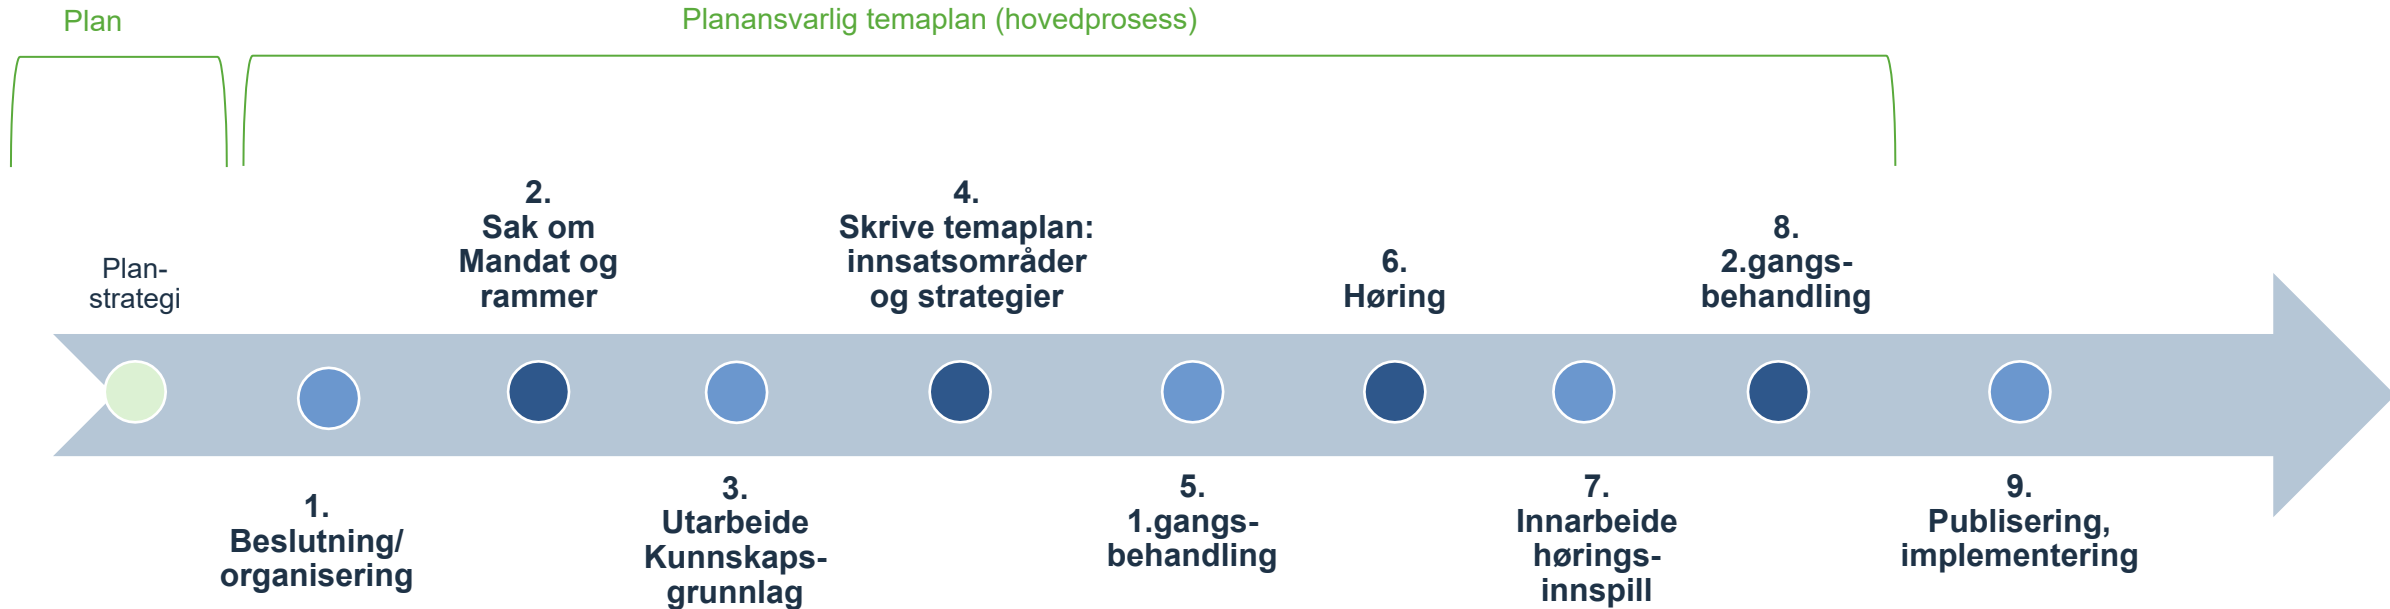 Plan
Planansvarlig temaplan (hovedprosess)
Plan-
strategi
1.
Beslutning/
organisering
2.
Sak om
Mandat og
rammer
3.
Utarbeide
Kunnskaps-
grunnlag
4.
Skrive temaplan:
innsatsområder
og strategier
5.
1.gangs-
behandling
6.
Høring
7.
Innarbeide
hørings-
innspill
8.
2.gangs-
behandling
9.
Publisering,
implementering